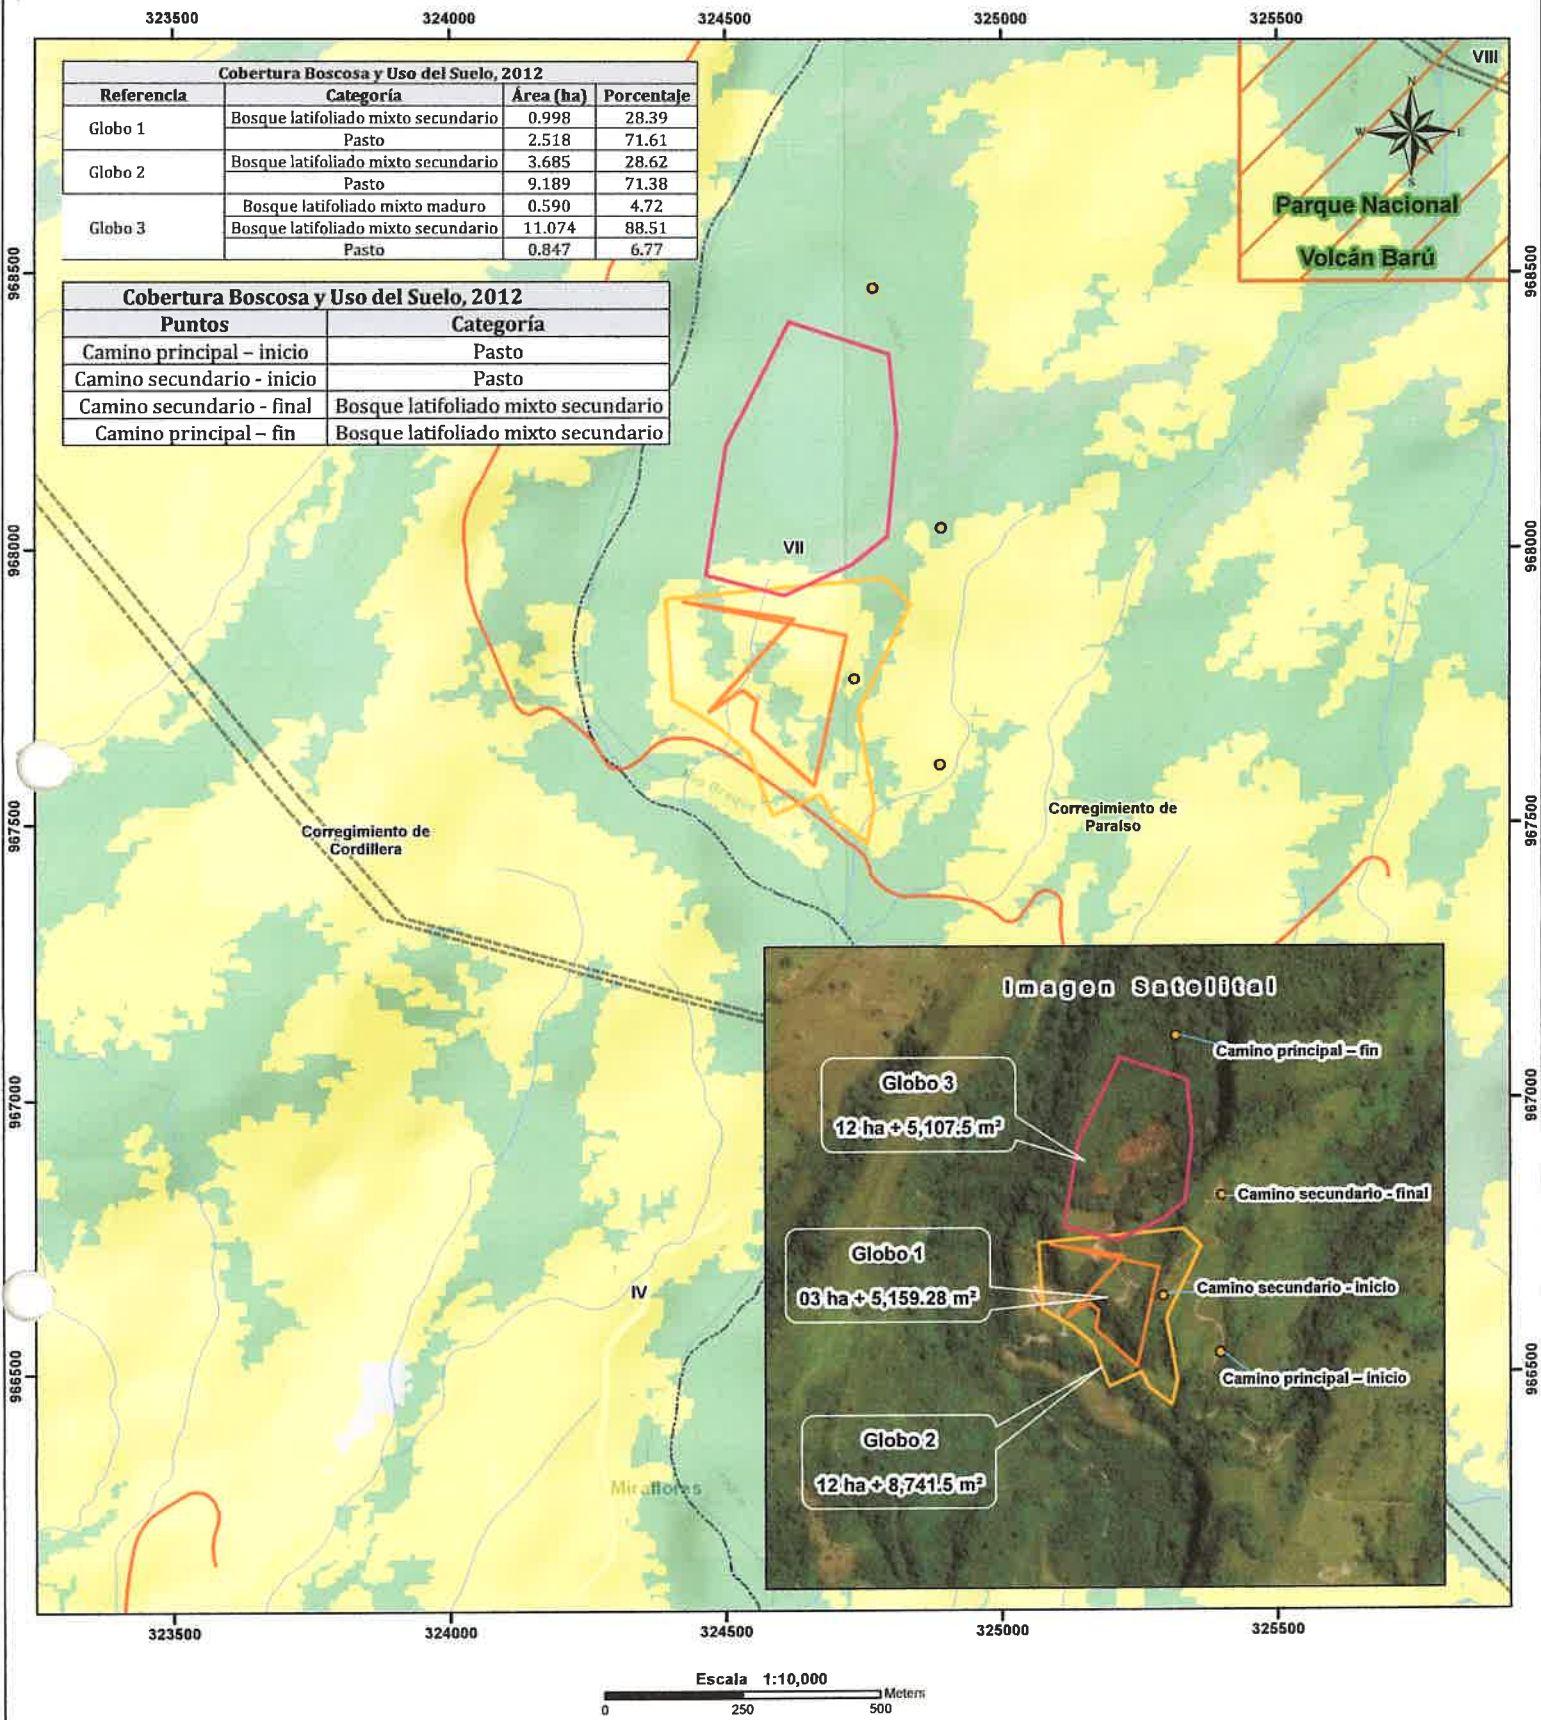 323500 324000 324500 325000 325500
Cobertura Boscosa y Uso del Suelo, 2012
Referencia Categoría Área (ha) Porcentaje
Globo 1 Bosque latifoliado mixto secundario 0.998 28.39
Pasto 2.518 71.61
Globo 2 Bosque latifoliado mixto secundario 3.685 28.62
Pasto 9.189 71.38
Globo 3 Bosque latifoliado mixto maduro 0.590 4.72
Bosque latifoliado mixto secundario 11.074 88.51
Pasto 0.847 6.77
Cobertura Boscosa y Uso del Suelo, 2012
Puntos Categoría
Camino principal – inicio Pasto
Camino secundario - inicio Pasto
Camino secundario - final Bosque latifoliado mixto secundario
Camino principal – fin Bosque latifoliado mixto secundario
VIII
N
W E
S
Parque Nacional
Volcán Barú
968500 968500
968000 968000
VII
967500 967500
Corregimiento de
Cordillera
Corregimiento de
Paraíso
967000 967000
Imagen Satelital
Camino principal – fin
Globo 3
12 ha + 5,107.5 m²
Camino secundario - final
Globo 1
03 ha + 5,159.28 m²
Camino secundario - inicio
Camino principal – inicio
Globo 2
12 ha + 8,741.5 m²
IV
966500 966500
Miraflores
323500 324000 324500 325000 325500
Escala 1:10,000
Meters
0 250 500